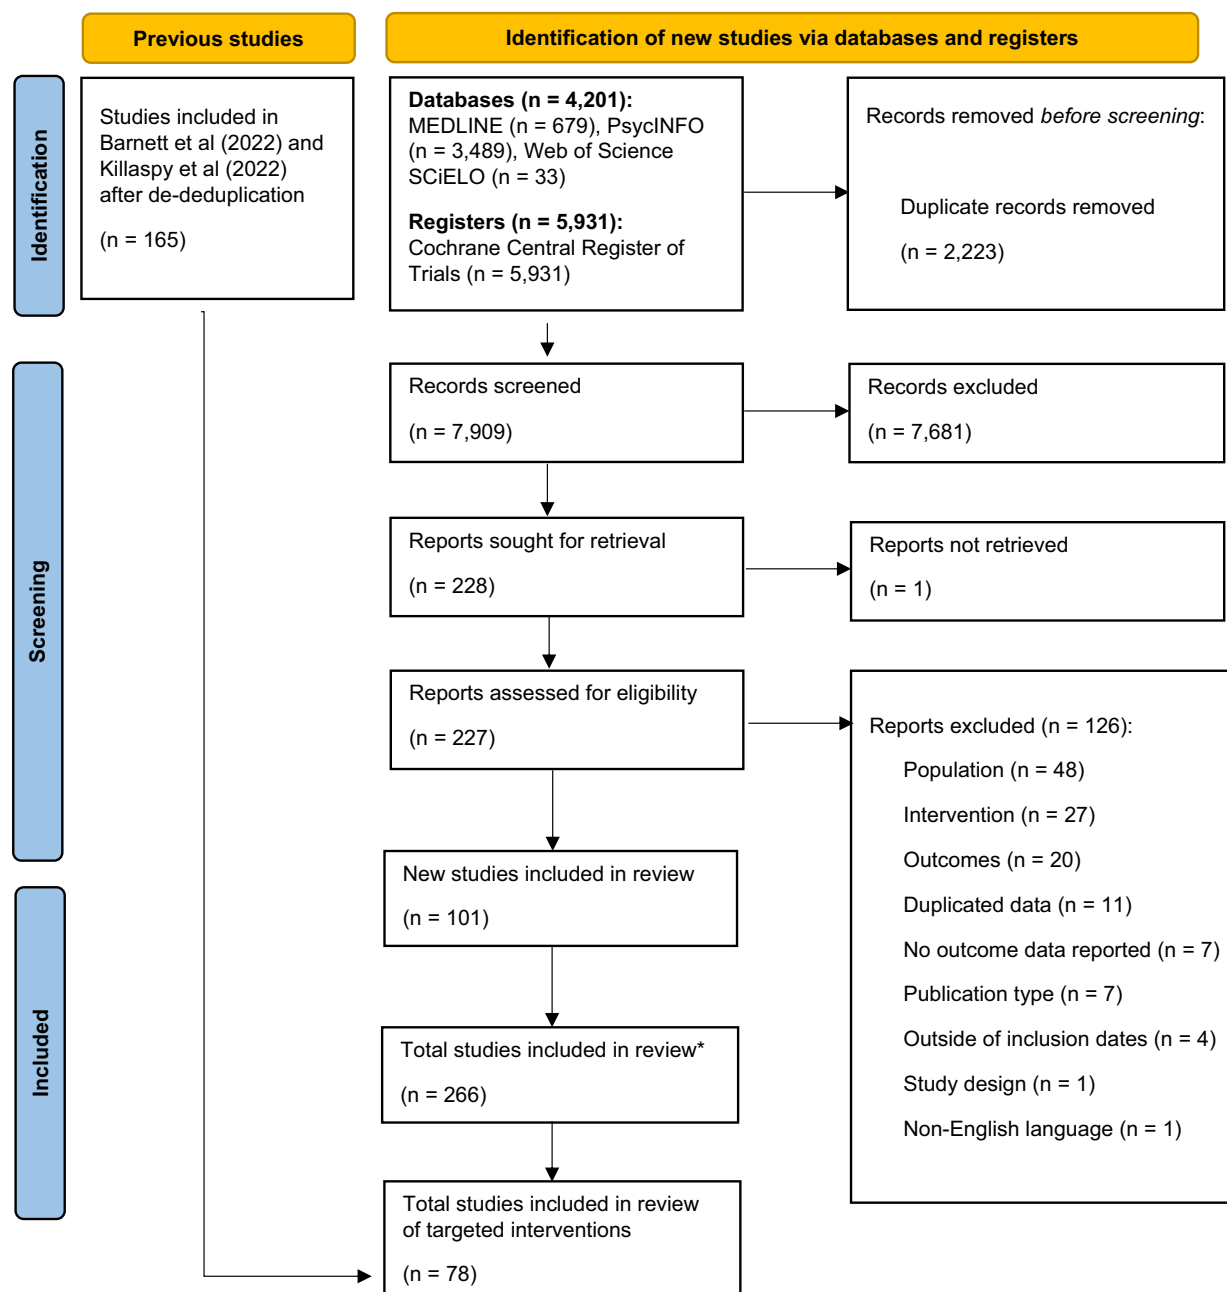 Previous studies
Identification of new studies via databases and registers
Identification
Studies included in
Barnett et al (2022) and
Killaspy et al (2022)
after de-deduplication
(n = 165)
Databases (n = 4,201):
MEDLINE (n = 679), PsycINFO
(n = 3,489), Web of Science
SCiELO (n = 33)
Registers (n = 5,931):
Cochrane Central Register of
Trials (n = 5,931)
Records removed before screening:
Duplicate records removed
(n = 2,223)
Screening
Records screened
(n = 7,909)
Records excluded
(n = 7,681)
Reports sought for retrieval
(n = 228)
Reports not retrieved
(n = 1)
Reports assessed for eligibility
(n = 227)
Reports excluded (n = 126):
Population (n = 48)
Intervention (n = 27)
Outcomes (n = 20)
Duplicated data (n = 11)
No outcome data reported (n = 7)
Publication type (n = 7)
Outside of inclusion dates (n = 4)
Study design (n = 1)
Non-English language (n = 1)
New studies included in review
(n = 101)
Included
Total studies included in review*
(n = 266)
Total studies included in review
of targeted interventions
(n = 78)